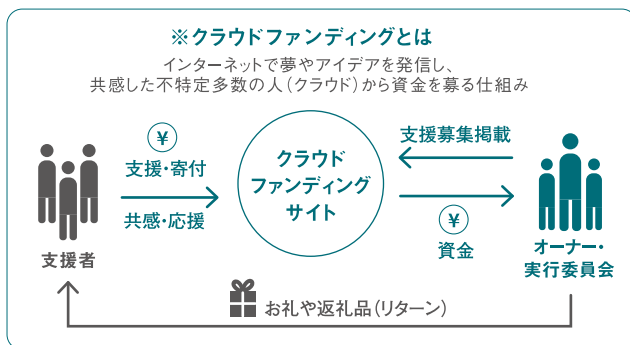 ※クラウドファンディングとは
インターネットで夢やアイデアを発信し、
共感した不特定多数の人（クラウド）から資金を募る仕組み
¥
支援・寄付
共感・応援
支援者
クラウド
ファンディング
サイト
支援募集掲載
¥
資金
オーナー・
実行委員会
お礼や返礼品（リターン）